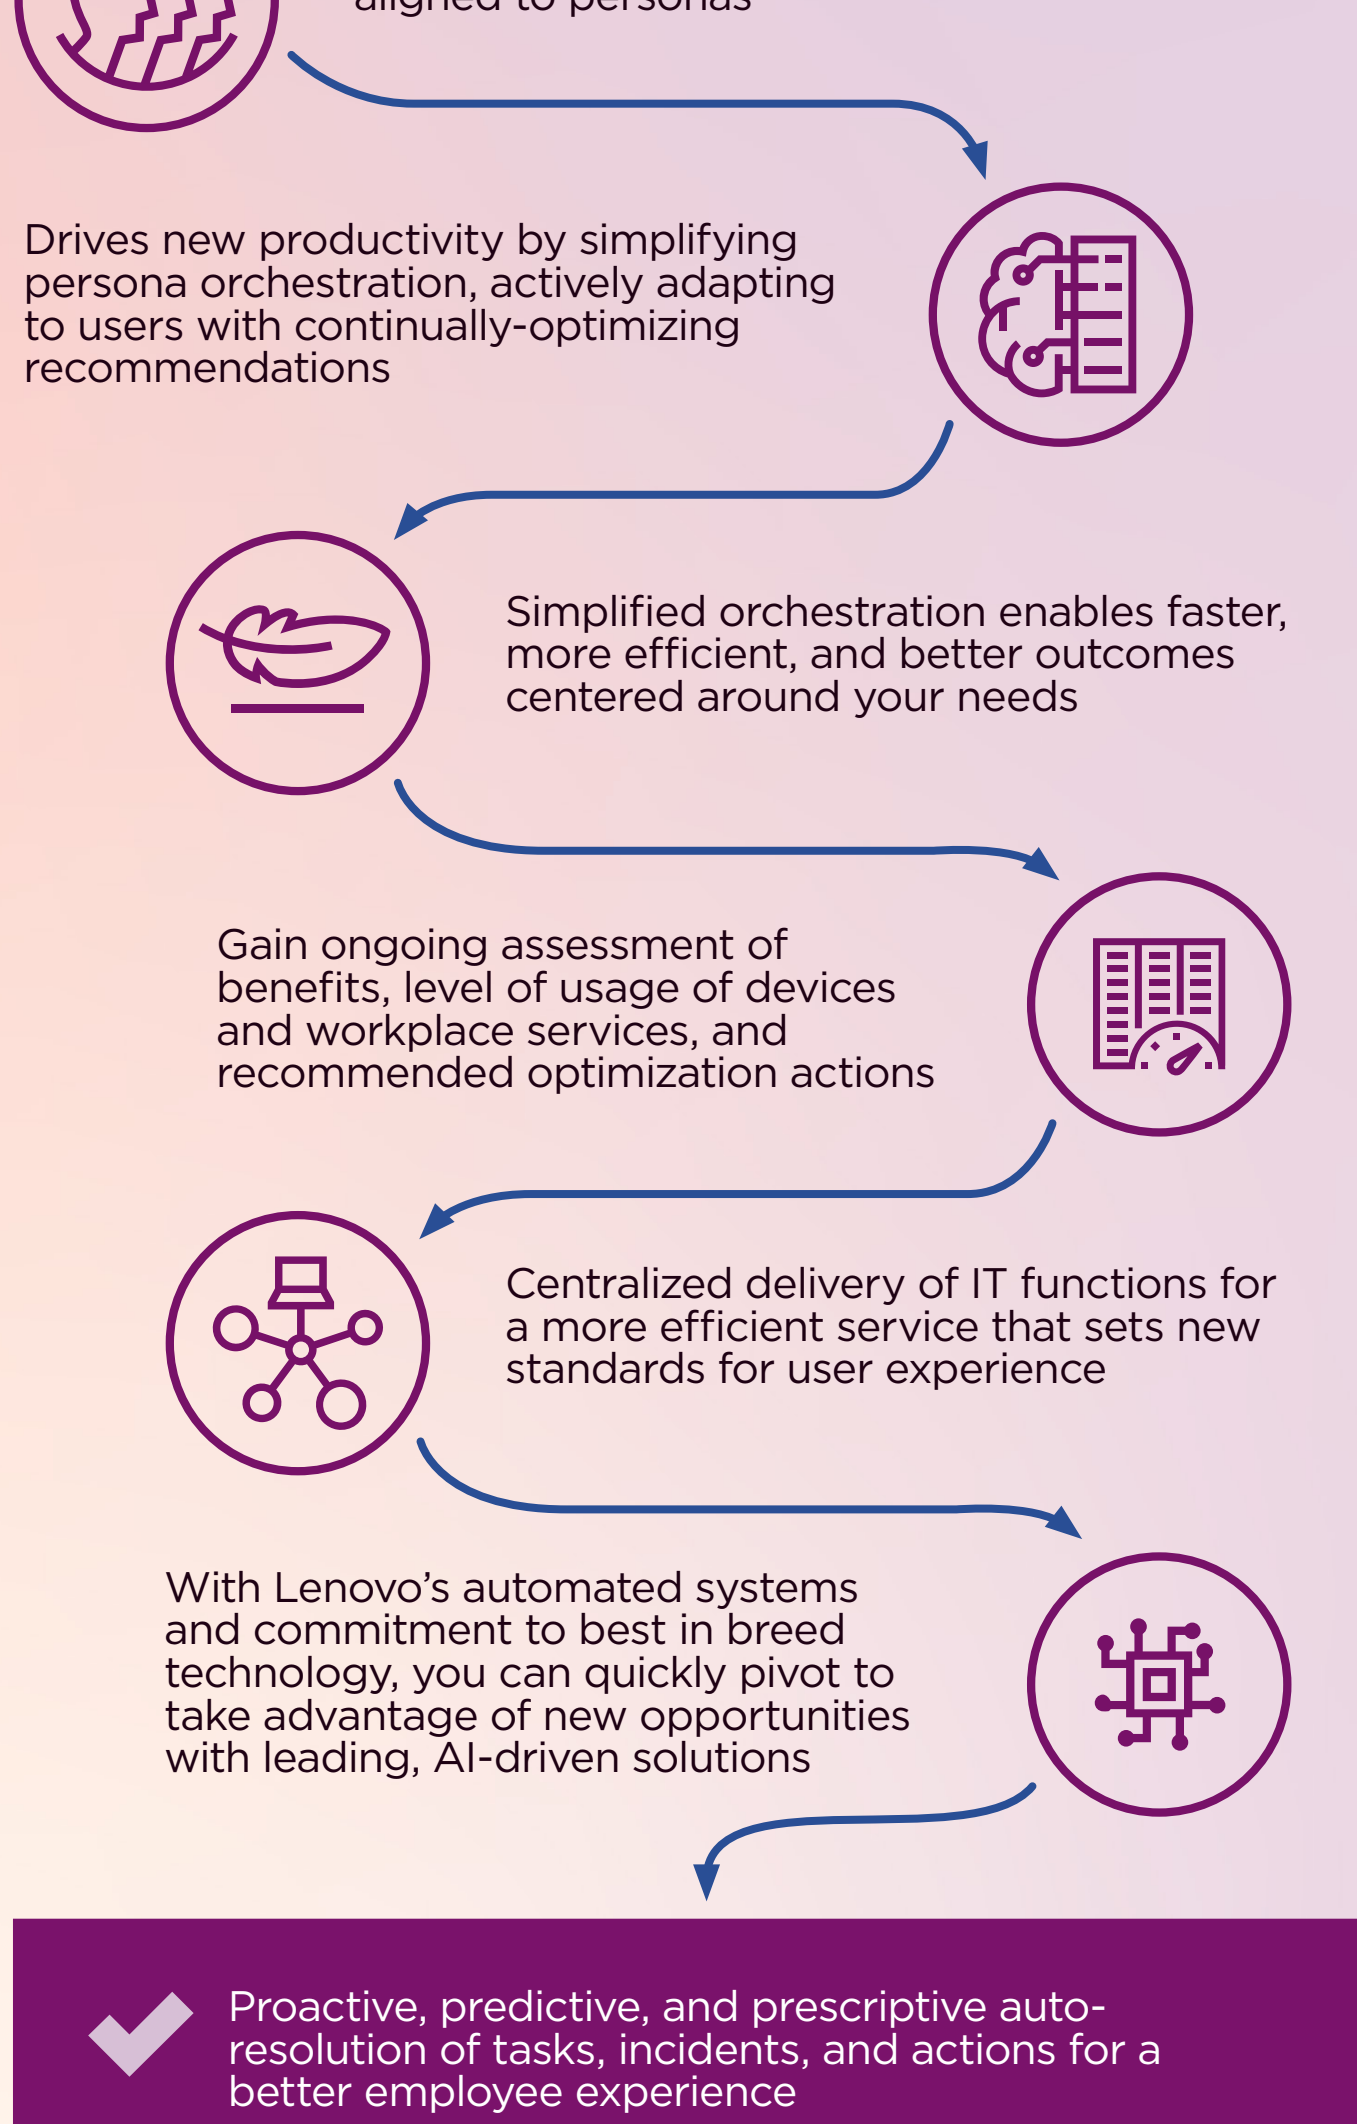 aligned to personas
Drives new productivity by simplifying
persona orchestration, actively adapting
to users with continually-optimizing
recommendations
Simplified orchestration enables faster,
more efficient, and better outcomes
centered around your needs
Gain ongoing assessment of
benefits, level of usage of devices
and workplace services, and
recommended optimization actions
Centralized delivery of IT functions for
a more efficient service that sets new
standards for user experience
With Lenovo’s automated systems
and commitment to best in breed
technology, you can quickly pivot to
take advantage of new opportunities
with leading, AI-driven solutions
Proactive, predictive, and prescriptive auto-
resolution of tasks, incidents, and actions for a
better employee experience